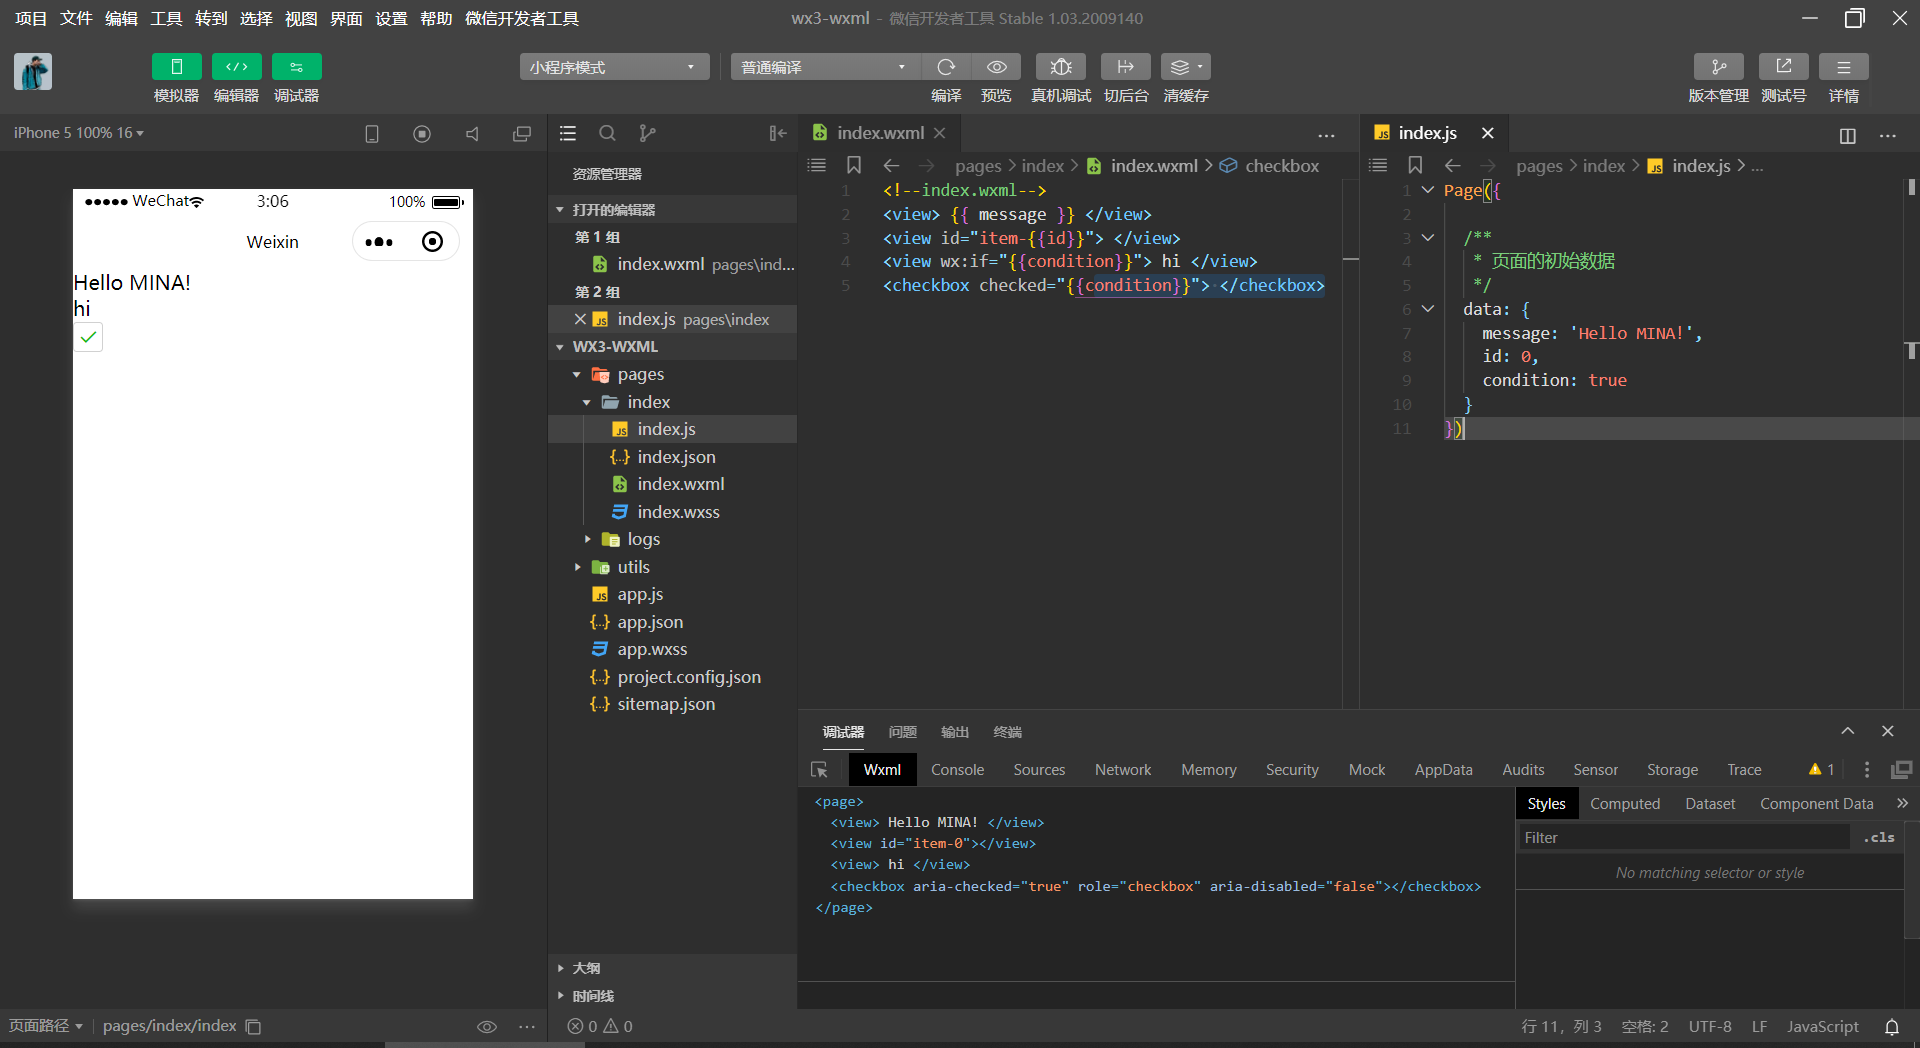 项目 文件 编辑 工具 转到 选择 视图 界面 设置 帮助 微信开发者工具
wx3-wxml - 微信开发者工具 Stable 1.03.2009140
小程序模式
普通编译
模拟器 编辑器 调试器
编译 预览 真机调试 切后台 清缓存
版本管理 测试号 详情
iPhone 5 100% 16
WeChat 3:06 100%
Weixin
Hello MINA!
hi
资源管理器
打开的编辑器
第 1 组
index.wxml pages\ind...
第 2 组
index.js pages\index
WX3-WXML
pages
index
index.js
index.json
index.wxml
index.wxss
logs
utils
app.js
app.json
app.wxss
project.config.json
sitemap.json
大纲
时间线
index.wxml
pages > index > index.wxml > checkbox
1 <!--index.wxml-->
2 <view> {{ message }} </view>
3 <view id="item-{{id}}"> </view>
4 <view wx:if="{{condition}}"> hi </view>
5 <checkbox checked="{{condition}}"> </checkbox>
index.js
pages > index > index.js > ...
1 Page({
2
3 /**
4 * 页面的初始数据
5 */
6 data: {
7 message: 'Hello MINA!',
8 id: 0,
9 condition: true
10 }
11 })
调试器 问题 输出 终端
Wxml Console Sources Network Memory Security Mock AppData Audits Sensor Storage Trace 1
<page>
<view> Hello MINA! </view>
<view id="item-0"></view>
<view> hi </view>
<checkbox aria-checked="true" role="checkbox" aria-disabled="false"></checkbox>
</page>
Styles Computed Dataset Component Data
Filter .cls
No matching selector or style
页面路径 pages/index/index
0 0
行 11, 列 3 空格: 2 UTF-8 LF JavaScript